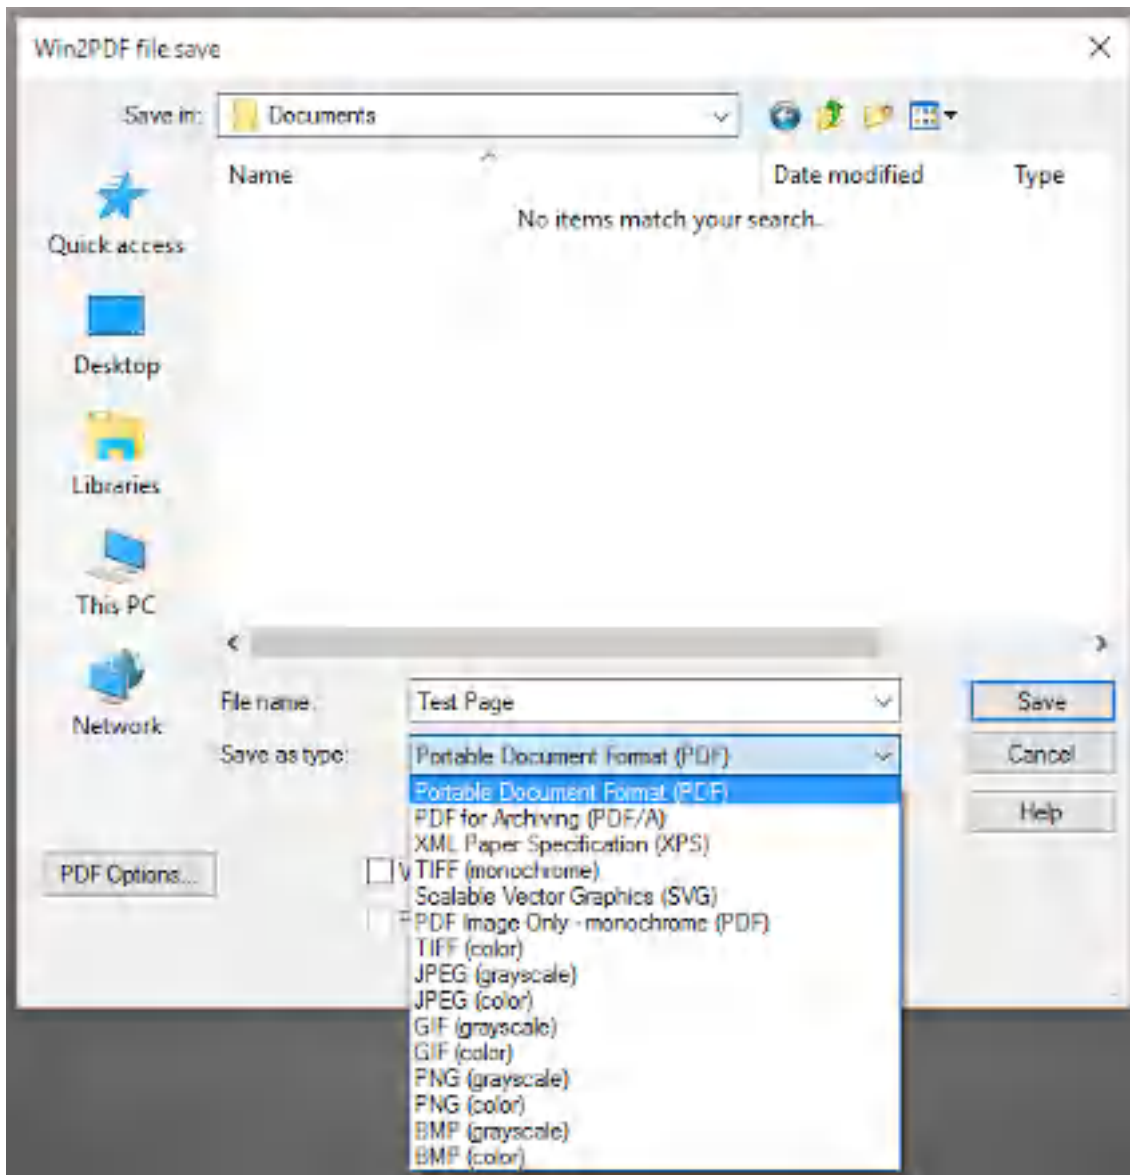 Win2PDF file save
Save in: Documents
Name Date modified Type
No items match your search.
Quick access
Desktop
Libraries
This PC
Network
File name: Test Page Save
Save as type: Portable Document Format (PDF) Cancel
Portable Document Format (PDF)
PDF for Archiving (PDF/A) Help
XML Paper Specification (XPS)
PDF Options... V TIFF (monochrome)
Scalable Vector Graphics (SVG)
PDF Image Only - monochrome (PDF)
TIFF (color)
JPEG (grayscale)
JPEG (color)
GIF (grayscale)
GIF (color)
PNG (grayscale)
PNG (color)
BMP (grayscale)
BMP (color)